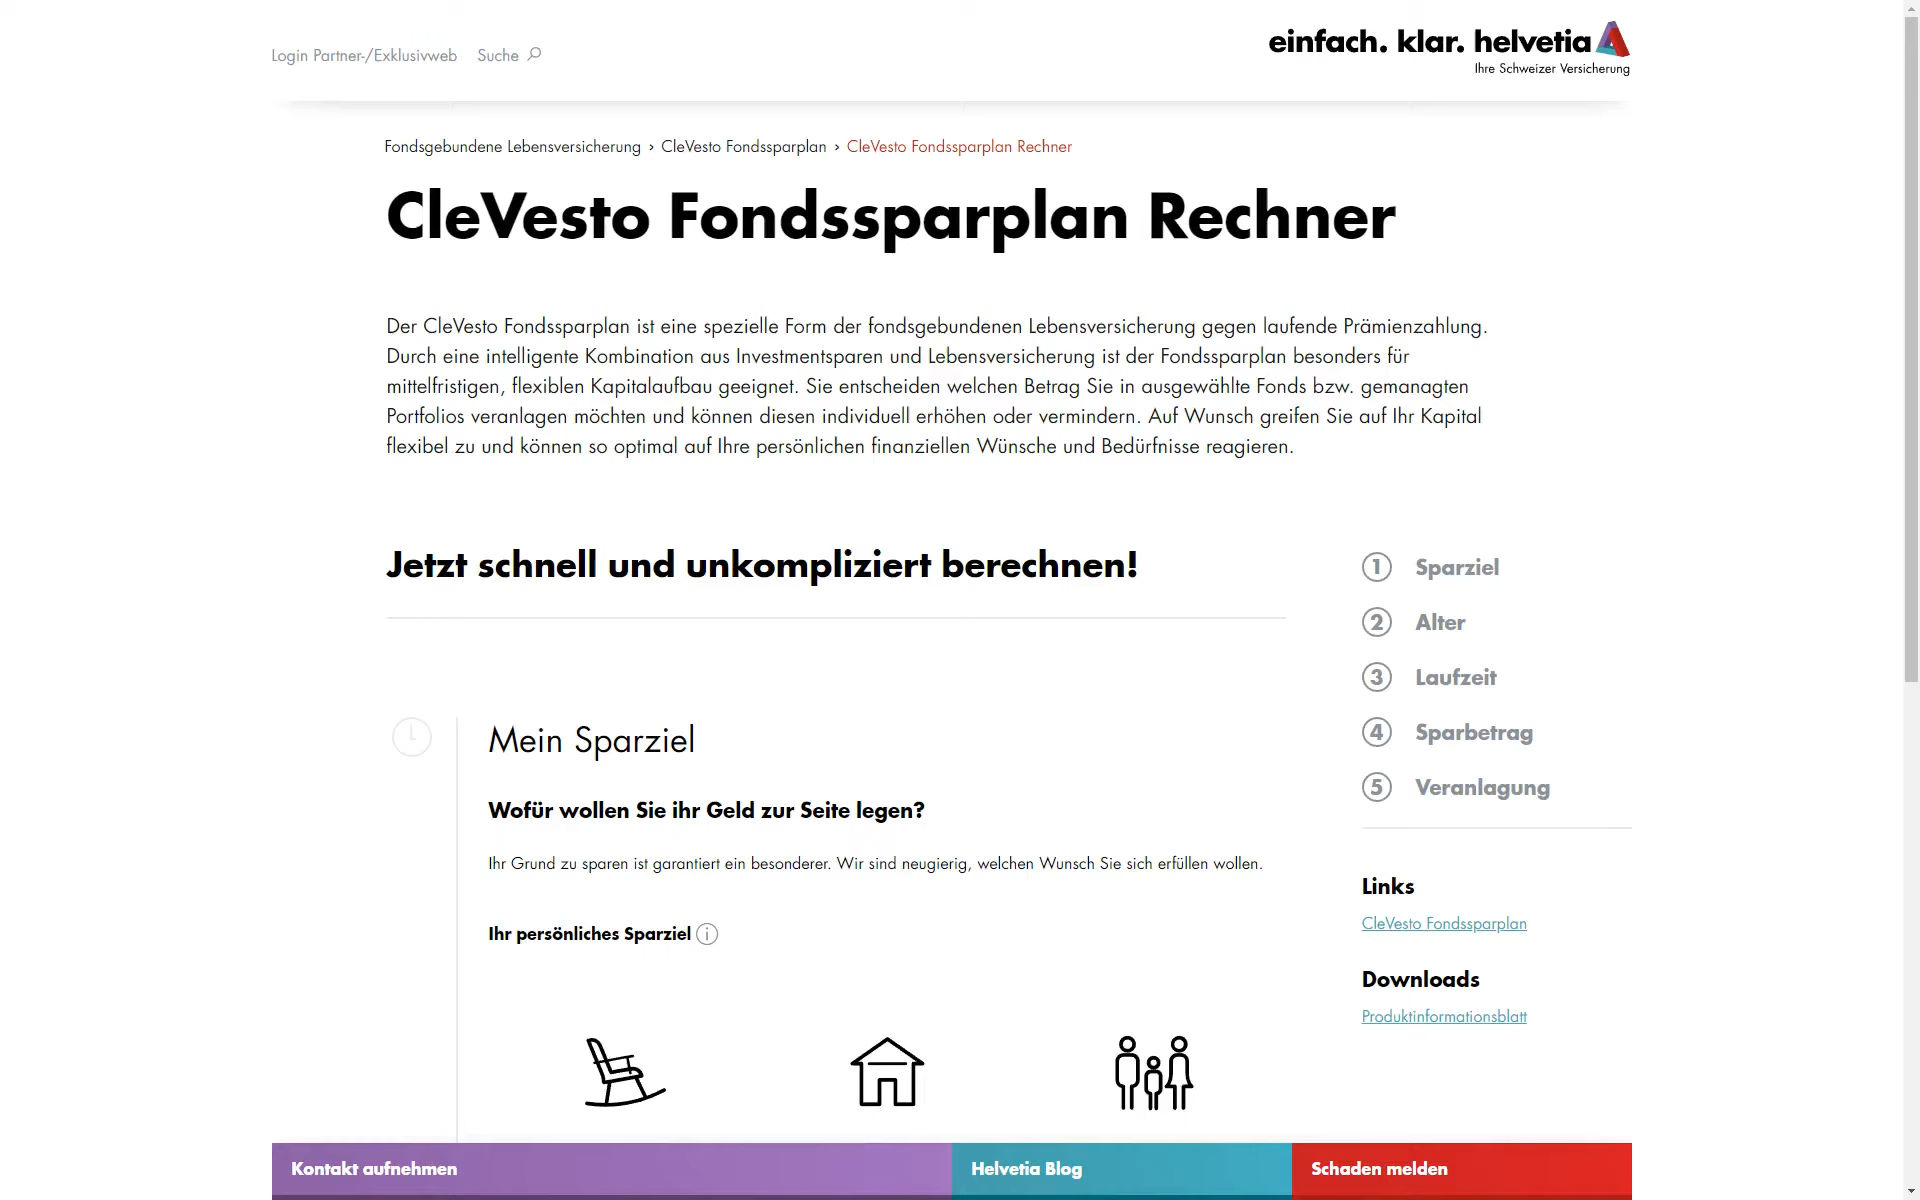 Login Partner-/Exklusivweb
Suche
einfach. klar. helvetia
Ihre Schweizer Versicherung
Fondsgebundene Lebensversicherung › CleVesto Fondssparplan › CleVesto Fondssparplan Rechner
CleVesto Fondssparplan Rechner
Der CleVesto Fondssparplan ist eine spezielle Form der fondsgebundenen Lebensversicherung gegen laufende Prämienzahlung.
Durch eine intelligente Kombination aus Investmentsparen und Lebensversicherung ist der Fondssparplan besonders für
mittelfristigen, flexiblen Kapitalaufbau geeignet. Sie entscheiden welchen Betrag Sie in ausgewählte Fonds bzw. gemanagten
Portfolios veranlagen möchten und können diesen individuell erhöhen oder vermindern. Auf Wunsch greifen Sie auf Ihr Kapital
flexibel zu und können so optimal auf Ihre persönlichen finanziellen Wünsche und Bedürfnisse reagieren.
Jetzt schnell und unkompliziert berechnen!
Mein Sparziel
Wofür wollen Sie ihr Geld zur Seite legen?
Ihr Grund zu sparen ist garantiert ein besonderer. Wir sind neugierig, welchen Wunsch Sie sich erfüllen wollen.
Ihr persönliches Sparziel
1 Sparziel
2 Alter
3 Laufzeit
4 Sparbetrag
5 Veranlagung
Links
CleVesto Fondssparplan
Downloads
Produktinformationsblatt
Kontakt aufnehmen
Helvetia Blog
Schaden melden